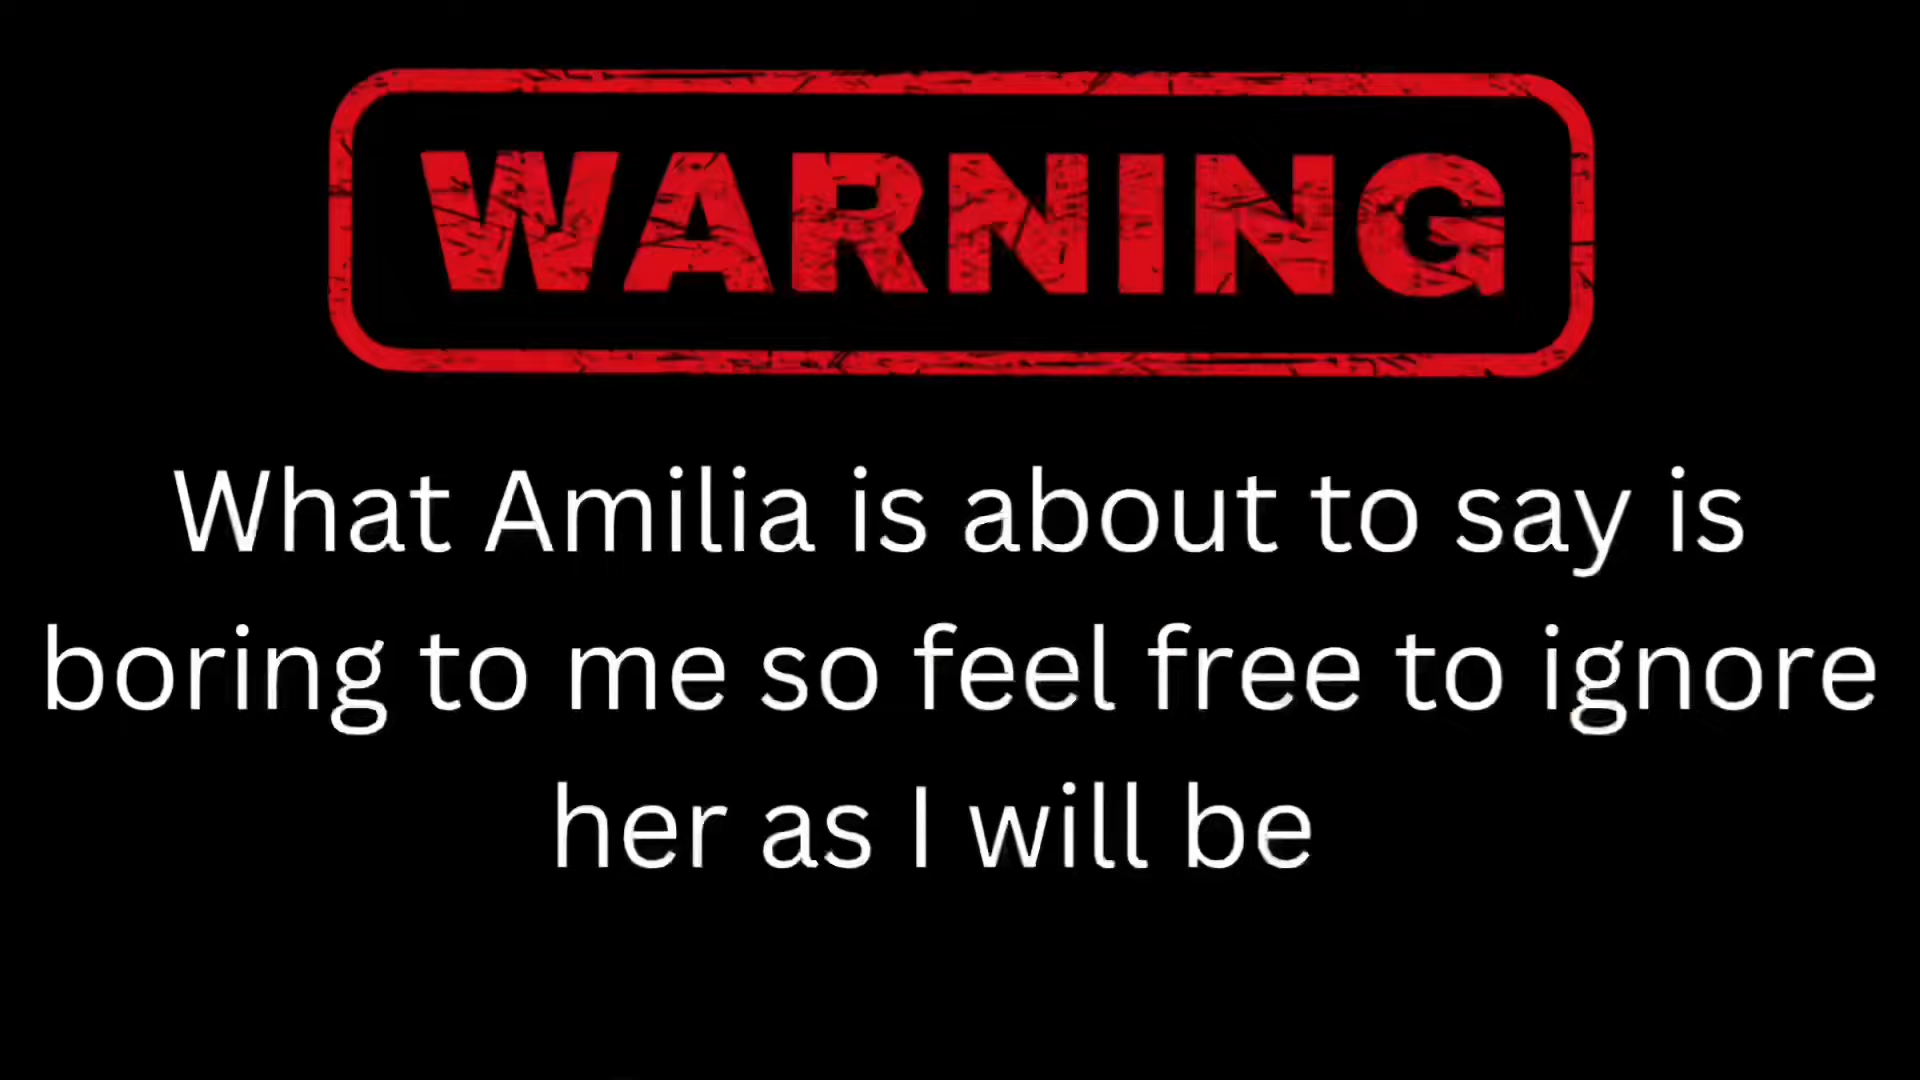 WARNING
What Amilia is about to say is
boring to me so feel free to ignore
her as I will be